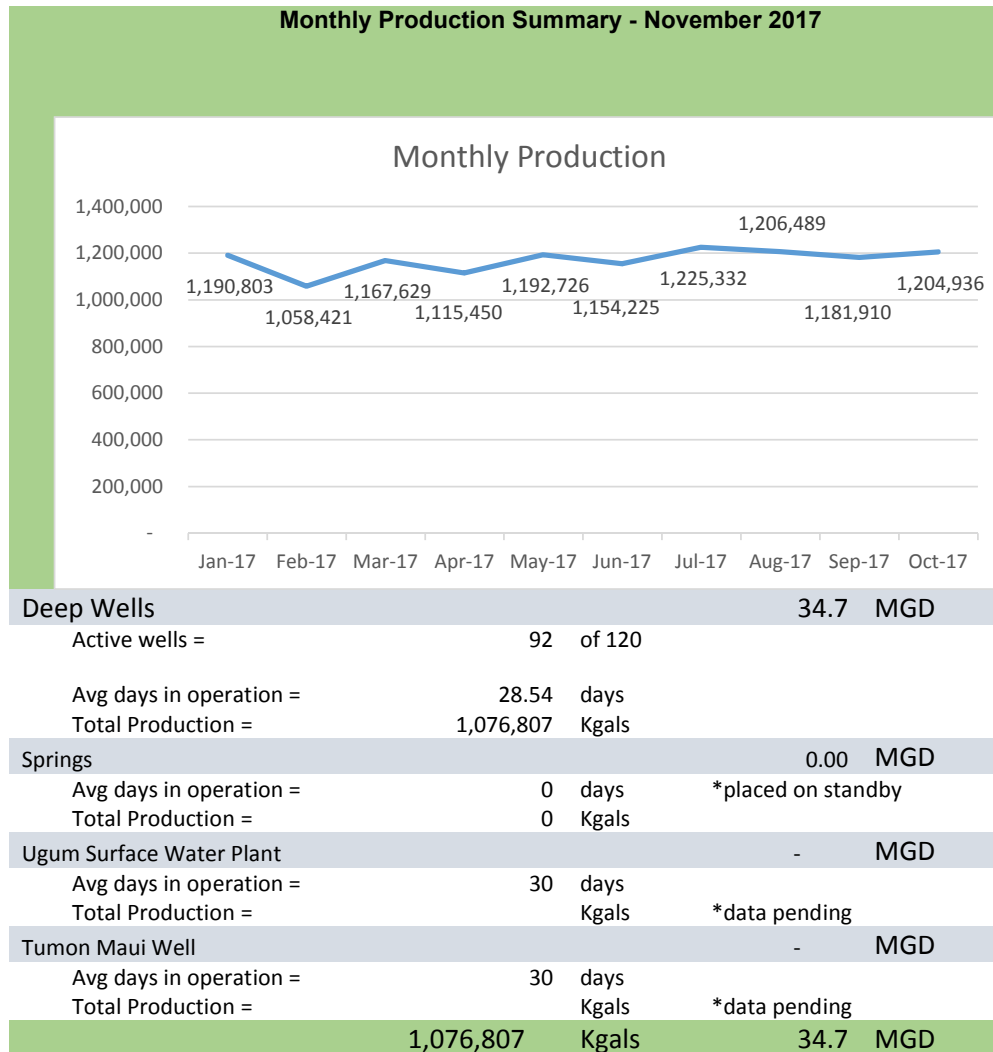 Monthly Production Summary - November 2017
Monthly Production
1,400,000
1,200,000
1,000,000
800,000
600,000
400,000
200,000
-
1,190,803
1,058,421
1,167,629
1,115,450
1,192,726
1,154,225
1,225,332
1,206,489
1,181,910
1,204,936
Jan-17 Feb-17 Mar-17 Apr-17 May-17 Jun-17 Jul-17 Aug-17 Sep-17 Oct-17
Deep Wells 34.7 MGD
Active wells = 92 of 120
Avg days in operation = 28.54 days
Total Production = 1,076,807 Kgals
Springs 0.00 MGD
Avg days in operation = 0 days *placed on standby
Total Production = 0 Kgals
Ugum Surface Water Plant - MGD
Avg days in operation = 30 days
Total Production = Kgals *data pending
Tumon Maui Well - MGD
Avg days in operation = 30 days
Total Production = Kgals *data pending
1,076,807 Kgals 34.7 MGD